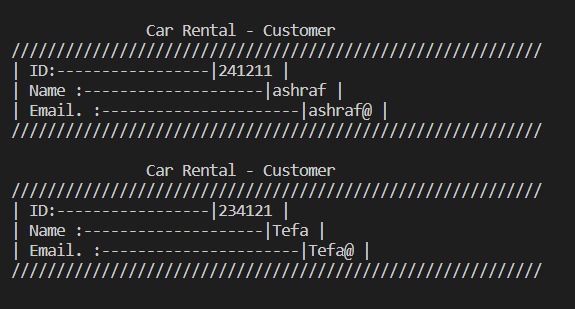 Car Rental - Customer
///////////////////////////////////////////////////////////
| ID:-----------------|241211 |
| Name :--------------------|ashraf |
| Email. :----------------------|ashraf@ |
///////////////////////////////////////////////////////////
Car Rental - Customer
///////////////////////////////////////////////////////////
| ID:-----------------|234121 |
| Name :--------------------|Tefa |
| Email. :----------------------|Tefa@ |
///////////////////////////////////////////////////////////